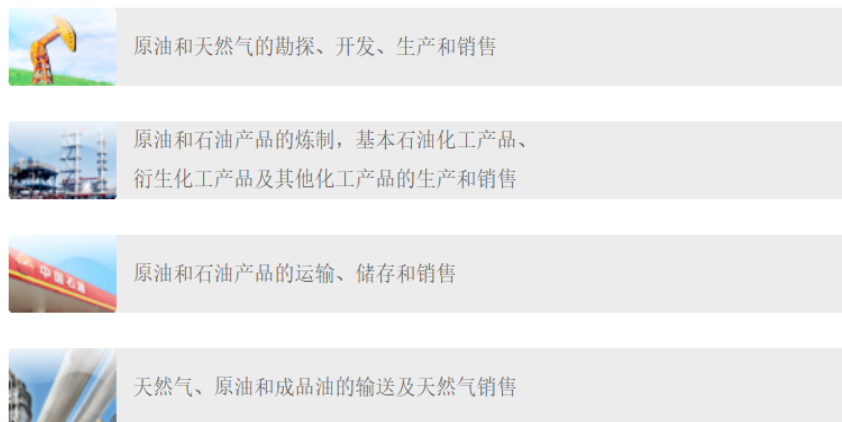 原油和天然气的勘探、开发、生产和销售
原油和石油产品的炼制，基本石油化工产品、
衍生化工产品及其他化工产品的生产和销售
中国石油
原油和石油产品的运输、储存和销售
天然气、原油和成品油的输送及天然气销售